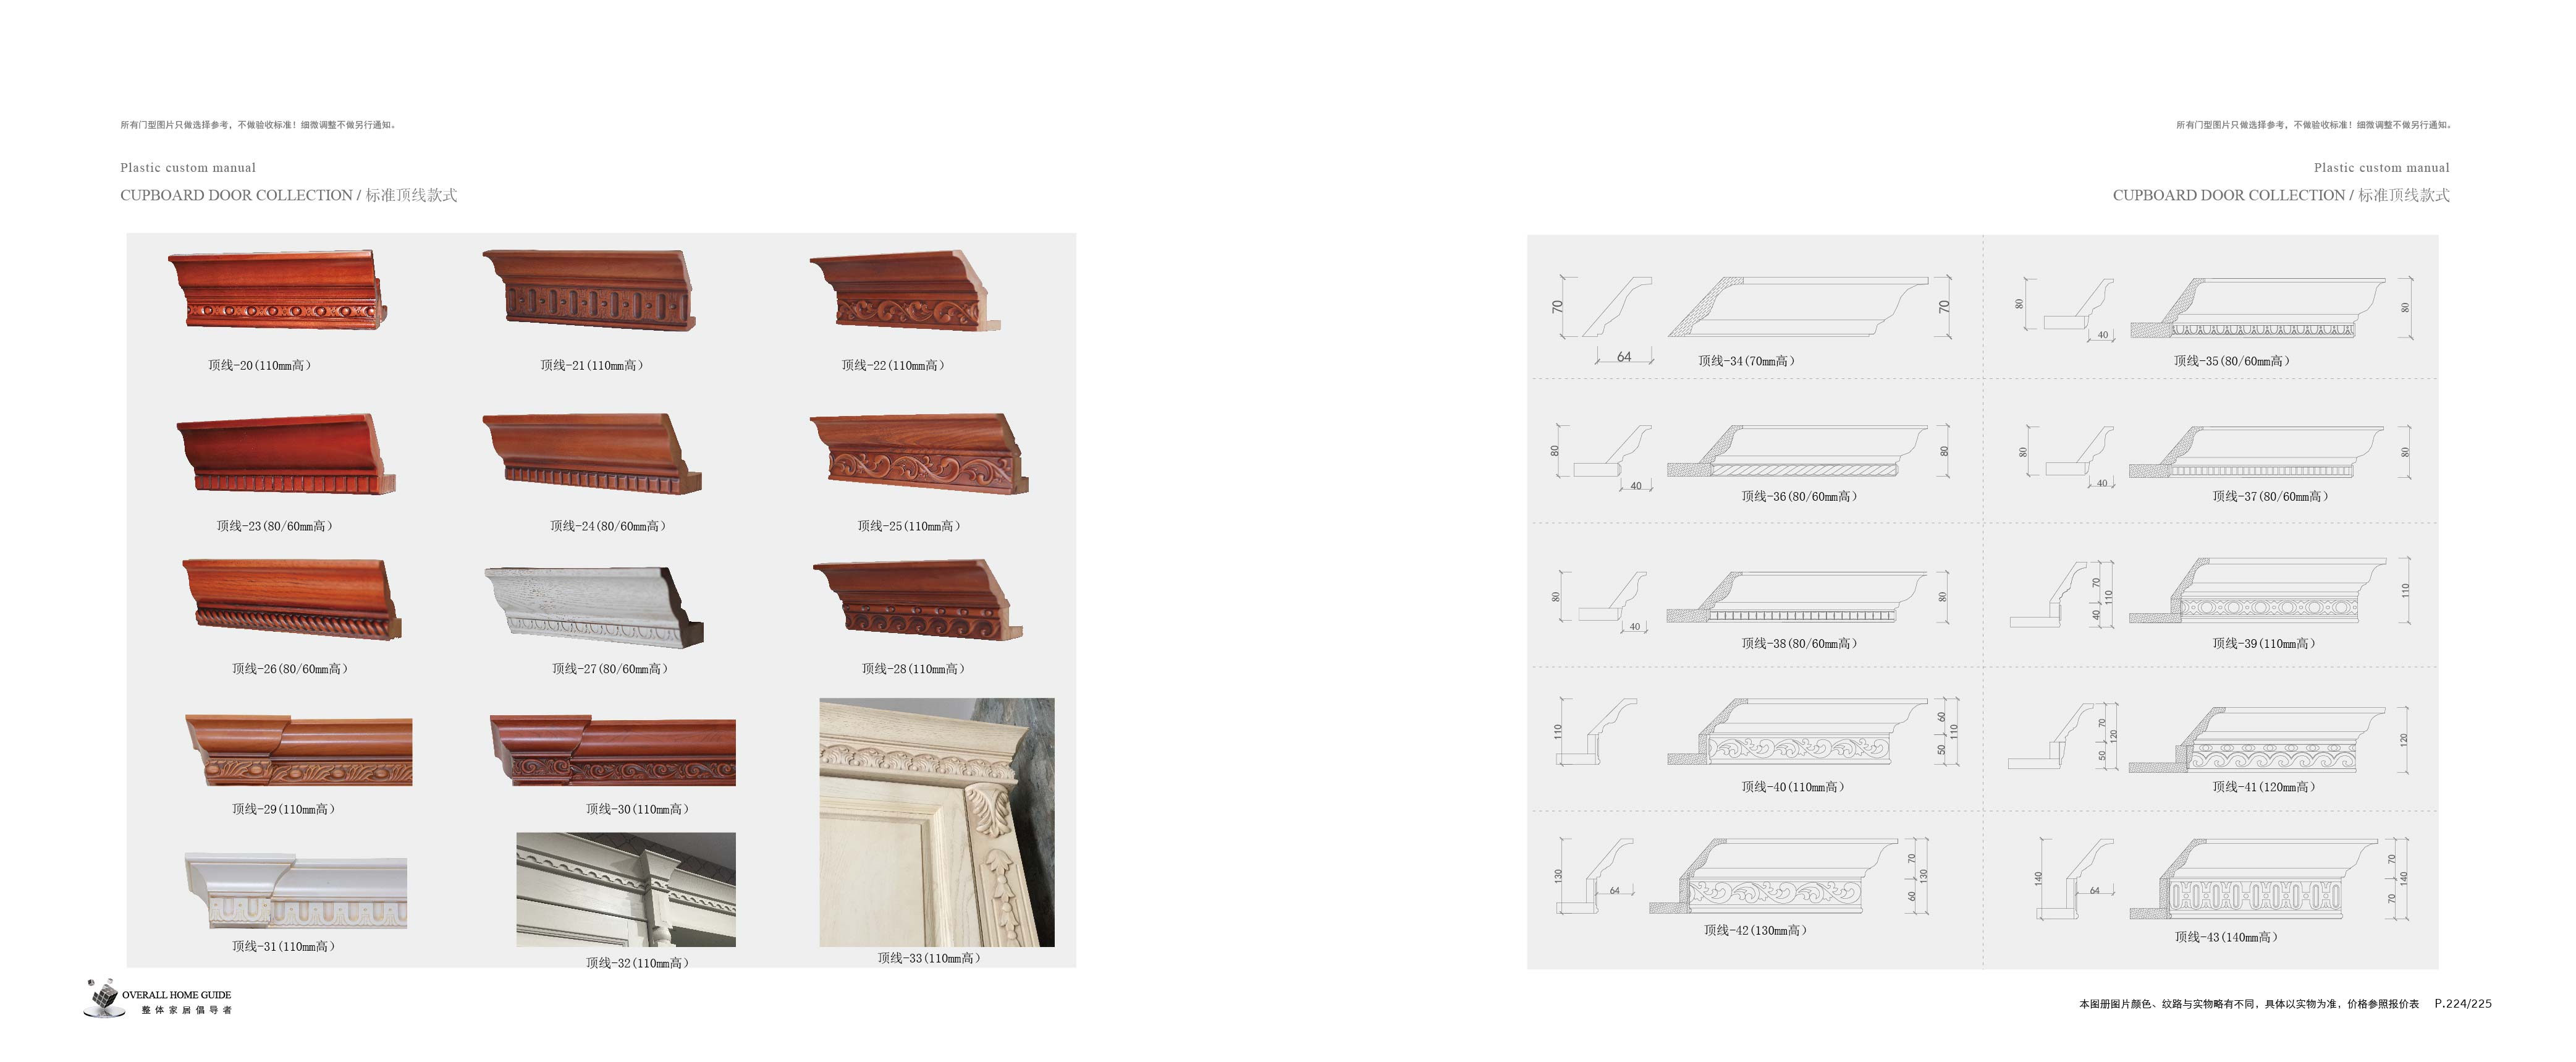 所有门型图片只做选择参考，不做验收标准！细微调整不做另行通知。
Plastic custom manual
CUPBOARD DOOR COLLECTION / 标准顶线款式
顶线-20(110mm高)
顶线-21(110mm高)
顶线-22(110mm高)
顶线-23(80/60mm高)
顶线-24(80/60mm高)
顶线-25(110mm高)
顶线-26(80/60mm高)
顶线-27(80/60mm高)
顶线-28(110mm高)
顶线-29(110mm高)
顶线-30(110mm高)
顶线-31(110mm高)
顶线-32(110mm高)
顶线-33(110mm高)
OVERALL HOME GUIDE
整体家居倡导者
所有门型图片只做选择参考，不做验收标准！细微调整不做另行通知。
Plastic custom manual
CUPBOARD DOOR COLLECTION / 标准顶线款式
70
64
70
顶线-34(70mm高)
80
40
80
顶线-35(80/60mm高)
80
40
80
顶线-36(80/60mm高)
80
40
80
顶线-37(80/60mm高)
80
40
80
顶线-38(80/60mm高)
70
40
110
110
顶线-39(110mm高)
110
60
50
110
顶线-40(110mm高)
70
50
120
120
顶线-41(120mm高)
130
64
70
60
130
顶线-42(130mm高)
140
64
70
70
140
顶线-43(140mm高)
本图册图片颜色、纹路与实物略有不同，具体以实物为准，价格参照报价表 P.224/225